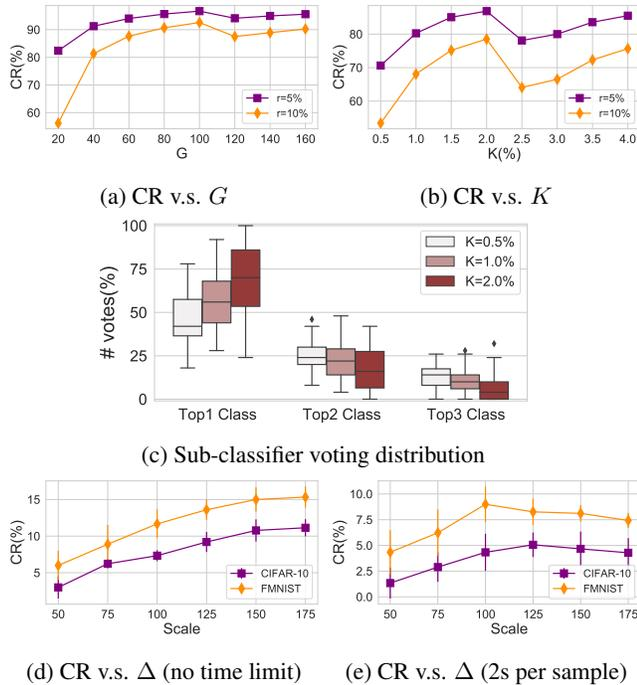 90
80
70
60
CR(%)
20 40 60 80 100 120 140 160
G
r=5%
r=10%
80
60
CR(%)
0.5 1.0 1.5 2.0 2.5 3.0 3.5 4.0
K(%)
r=5%
r=10%
(a) CR v.s. G
(b) CR vs. K
100
75
50
25
0
# votes(%)
K=0.5%
K=1.0%
K=2.0%
Top1 Class Top2 Class Top3 Class
(c) Sub-classifier voting distribution
15
10
5
CR(%)
50 75 100 125 150 175
Scale
CIFAR-10
FMNIST
10.0
7.5
5.0
2.5
0.0
CR(%)
50 75 100 125 150 175
Scale
CIFAR-10
FMNIST
(d) CR v.s. Δ (no time limit)
(e) CR v.s. Δ (2s per sample)